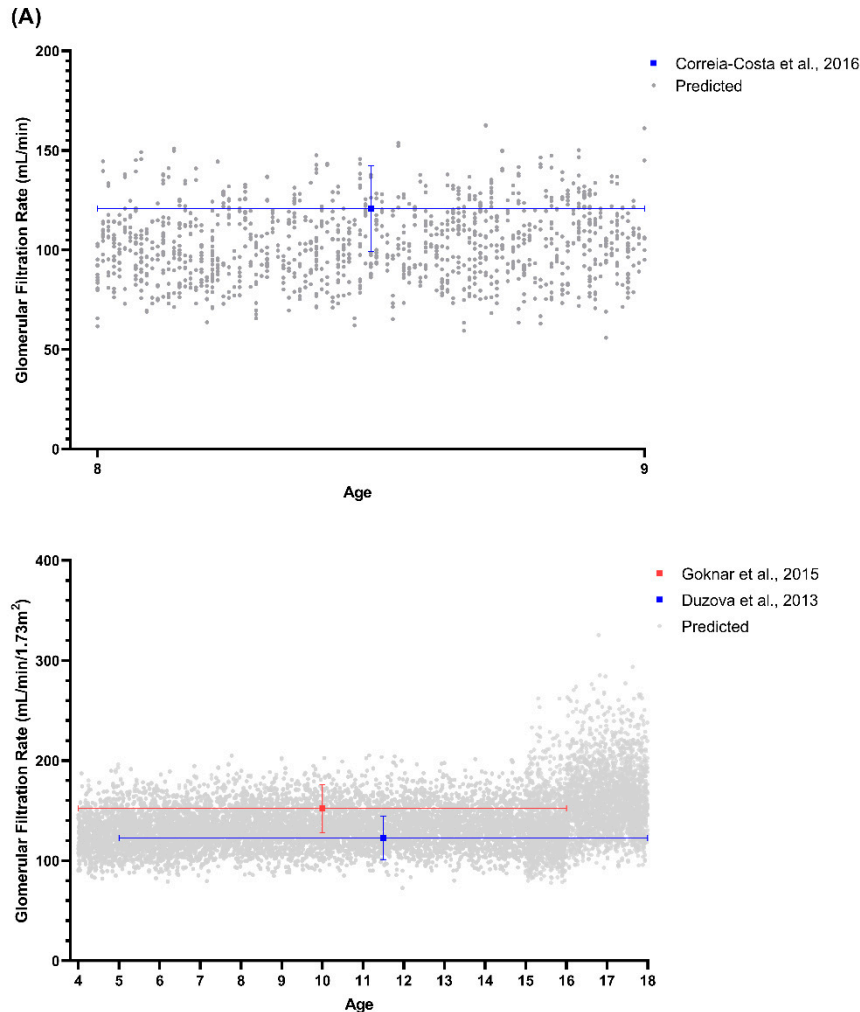 (A)
200
150
100
50
0
Glomerular Filtration Rate (mL/min)
8
9
Age
Correia-Costa et al., 2016
Predicted
400
300
200
100
0
Glomerular Filtration Rate (mL/min/1.73m²)
4 5 6 7 8 9 10 11 12 13 14 15 16 17 18
Age
Goknar et al., 2015
Duzova et al., 2013
Predicted